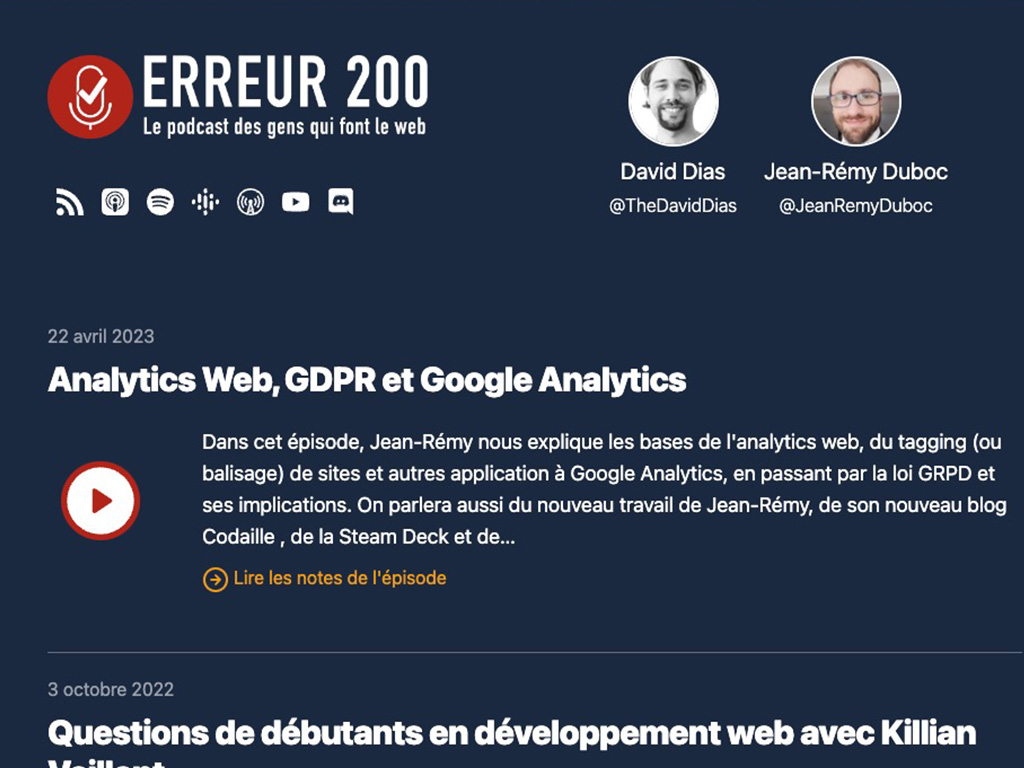 ERREUR 200
Le podcast des gens qui font le web
David Dias
@TheDavidDias
Jean-Rémy Duboc
@JeanRemyDuboc
22 avril 2023
Analytics Web, GDPR et Google Analytics
Dans cet épisode, Jean-Rémy nous explique les bases de l'analytics web, du tagging (ou
balisage) de sites et autres application à Google Analytics, en passant par la loi GRPD et
ses implications. On parlera aussi du nouveau travail de Jean-Rémy, de son nouveau blog
Codaille , de la Steam Deck et de...
Lire les notes de l'épisode
3 octobre 2022
Questions de débutants en développement web avec Killian